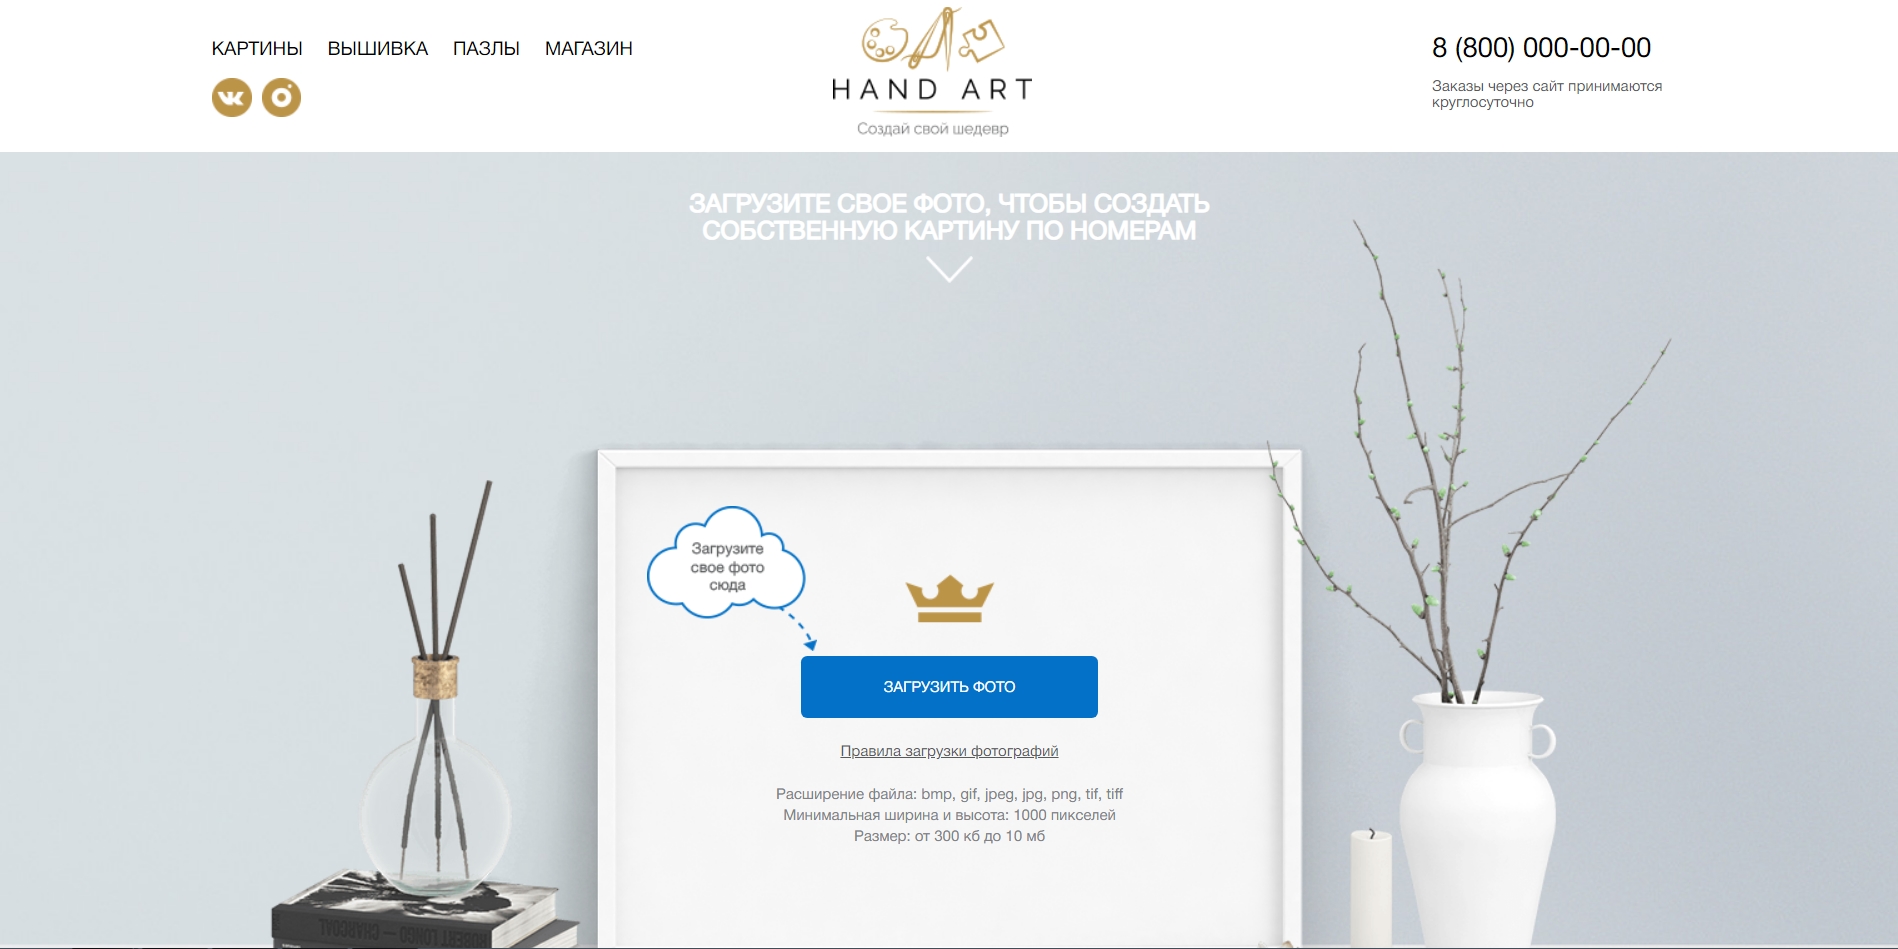 КАРТИНЫ ВЫШИВКА ПАЗЛЫ МАГАЗИН
HAND ART
Создай свой шедевр
8 (800) 000-00-00
Заказы через сайт принимаются
круглосуточно
ЗАГРУЗИТЕ СВОЕ ФОТО, ЧТОБЫ СОЗДАТЬ
СОБСТВЕННУЮ КАРТИНУ ПО НОМЕРАМ
Загрузите
свое фото
сюда
ЗАГРУЗИТЬ ФОТО
Правила загрузки фотографий
Расширение файла: bmp, gif, jpeg, jpg, png, tif, tiff
Минимальная ширина и высота: 1000 пикселей
Размер: от 300 кб до 10 мб
ROBERT LONGO — CHARCOAL